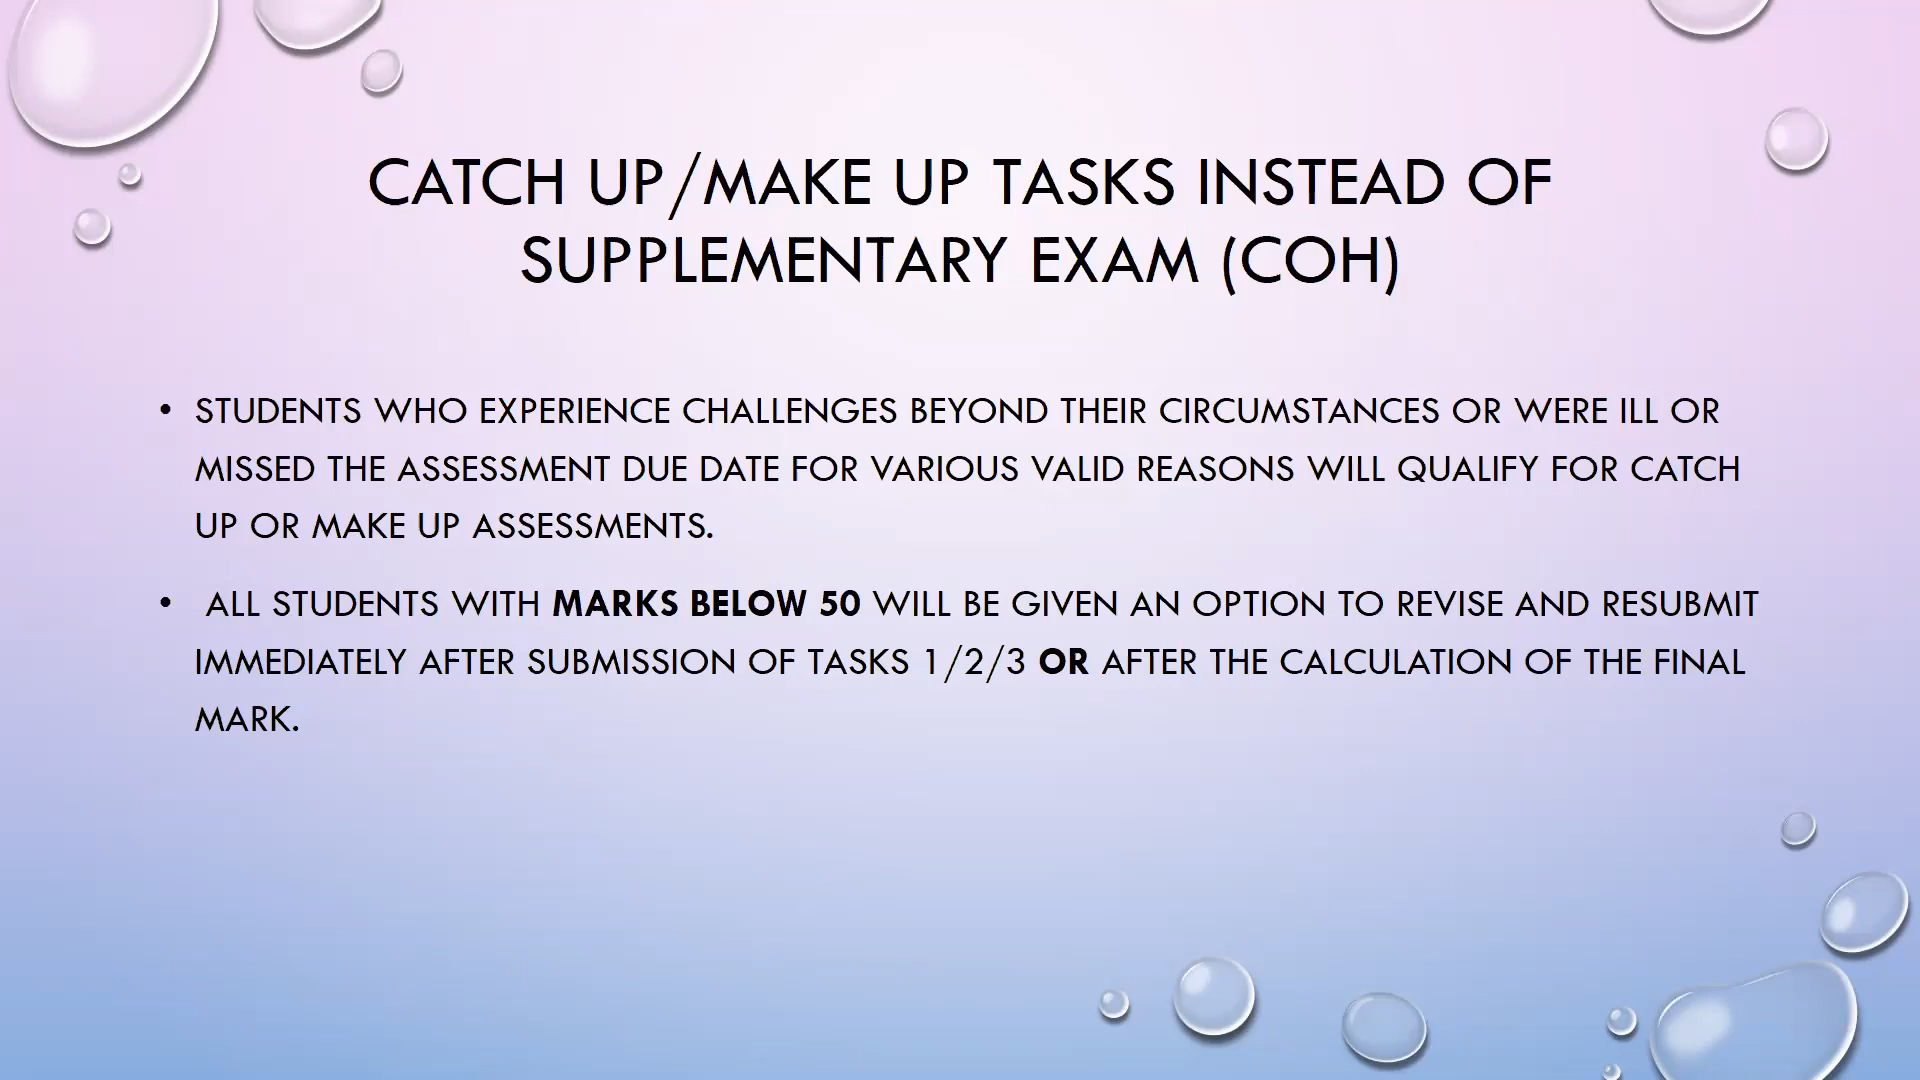 CATCH UP/MAKE UP TASKS INSTEAD OF
SUPPLEMENTARY EXAM (COH)
• STUDENTS WHO EXPERIENCE CHALLENGES BEYOND THEIR CIRCUMSTANCES OR WERE ILL OR
MISSED THE ASSESSMENT DUE DATE FOR VARIOUS VALID REASONS WILL QUALIFY FOR CATCH
UP OR MAKE UP ASSESSMENTS.
• ALL STUDENTS WITH MARKS BELOW 50 WILL BE GIVEN AN OPTION TO REVISE AND RESUBMIT
IMMEDIATELY AFTER SUBMISSION OF TASKS 1/2/3 OR AFTER THE CALCULATION OF THE FINAL
MARK.